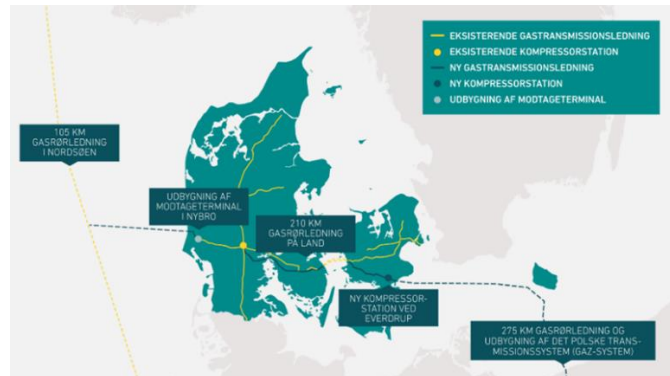 EKSISTERENDE GASTRANSMISSIONSLEDNING
EKSISTERENDE KOMPRESSORSTATION
NY GASTRANSMISSIONSLEDNING
NY KOMPRESSORSTATION
UDBYGNING AF MODTAGETERMINAL
105 KM
GASRØRLEDNING
I NORDSØEN
UDBYGNING AF
MODTAGETERMINAL
I NYBRO
210 KM
GASRØRLEDNING
PÅ LAND
NY KOMPRESSOR-
STATION VED
EVERDRUP
275 KM GASRØRLEDNING OG
UDBYGNING AF DET POLSKE TRANS-
MISSIONSSYSTEM (GAZ-SYSTEM)